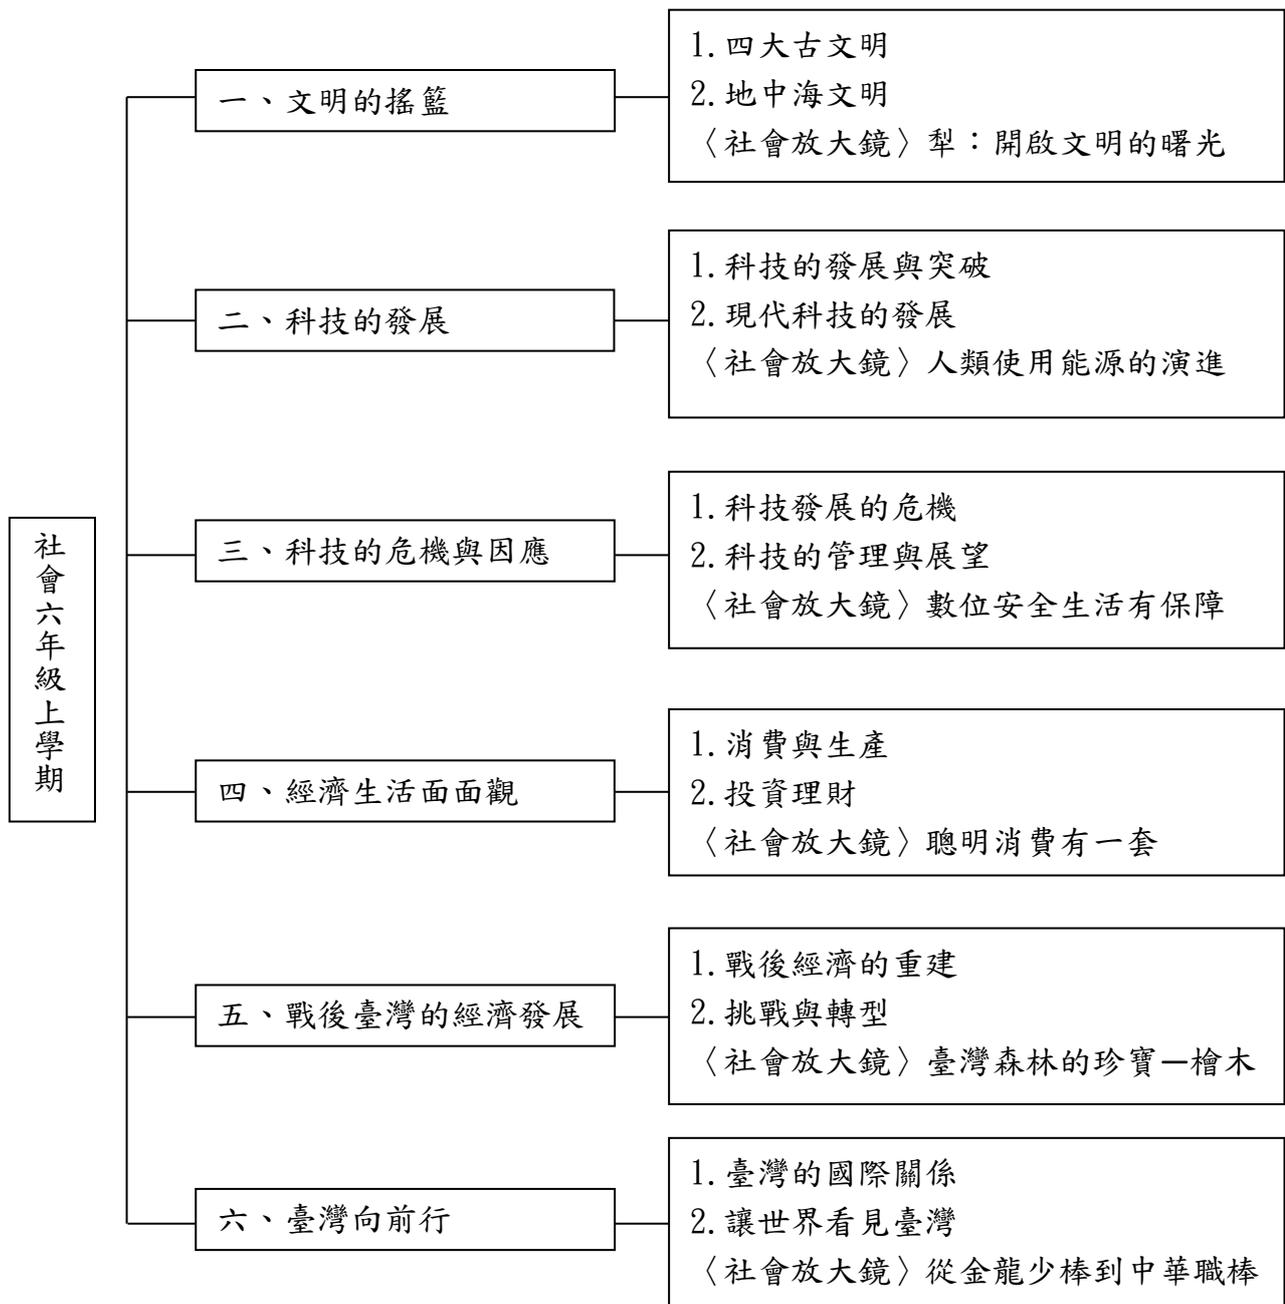 社會六年級上學期
一、文明的搖籃
1.四大古文明
2.地中海文明
〈社會放大鏡〉犁：開啟文明的曙光
二、科技的發展
1.科技的發展與突破
2.現代科技的發展
〈社會放大鏡〉人類使用能源的演進
三、科技的危機與因應
1.科技發展的危機
2.科技的管理與展望
〈社會放大鏡〉數位安全生活有保障
四、經濟生活面面觀
1.消費與生產
2.投資理財
〈社會放大鏡〉聰明消費有一套
五、戰後臺灣的經濟發展
1.戰後經濟的重建
2.挑戰與轉型
〈社會放大鏡〉臺灣森林的珍寶—檜木
六、臺灣向前行
1.臺灣的國際關係
2.讓世界看見臺灣
〈社會放大鏡〉從金龍少棒到中華職棒